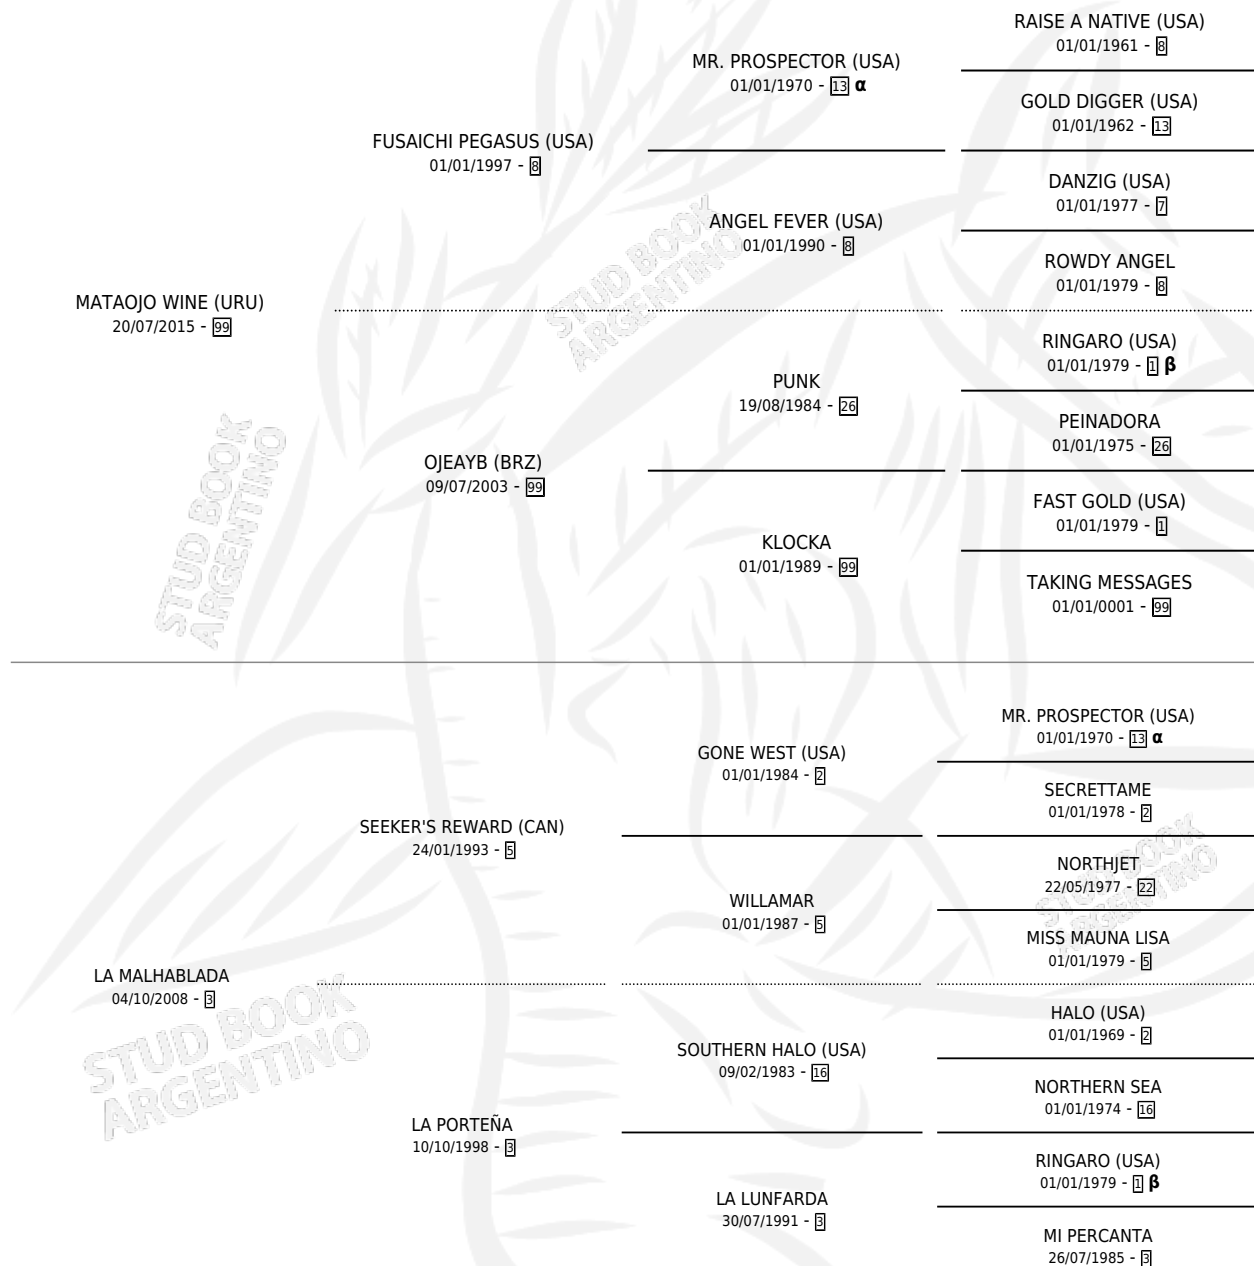 RAISE A NATIVE (USA)
01/01/1961 - 8
MR. PROSPECTOR (USA)
01/01/1970 - 13 α
GOLD DIGGER (USA)
01/01/1962 - 13
FUSAICHI PEGASUS (USA)
01/01/1997 - 8
DANZIG (USA)
01/01/1977 - 7
ANGEL FEVER (USA)
01/01/1990 - 8
ROWDY ANGEL
01/01/1979 - 8
MATAOJO WINE (URU)
20/07/2015 - 99
RINGARO (USA)
01/01/1979 - 1 β
PUNK
19/08/1984 - 26
PEINADORA
01/01/1975 - 26
OJEAYB (BRZ)
09/07/2003 - 99
FAST GOLD (USA)
01/01/1979 - 1
KLOCKA
01/01/1989 - 99
TAKING MESSAGES
01/01/0001 - 99
MR. PROSPECTOR (USA)
01/01/1970 - 13 α
GONE WEST (USA)
01/01/1984 - 2
SECRETTAME
01/01/1978 - 2
SEEKER'S REWARD (CAN)
24/01/1993 - 5
NORTHJET
22/05/1977 - 22
WILLAMAR
01/01/1987 - 5
MISS MAUNA LISA
01/01/1979 - 5
LA MALHABLADA
04/10/2008 - 3
HALO (USA)
01/01/1969 - 2
SOUTHERN HALO (USA)
09/02/1983 - 16
NORTHERN SEA
01/01/1974 - 16
LA PORTEÑA
10/10/1998 - 3
RINGARO (USA)
01/01/1979 - 1 β
LA LUNFARDA
30/07/1991 - 3
MI PERCANTA
26/07/1985 - 3
STUD BOOK
ARGENTINO
STUD BOOK
ARGENTINO
STUD BOOK
ARGENTINO
STUD BOOK
ARGENTINO